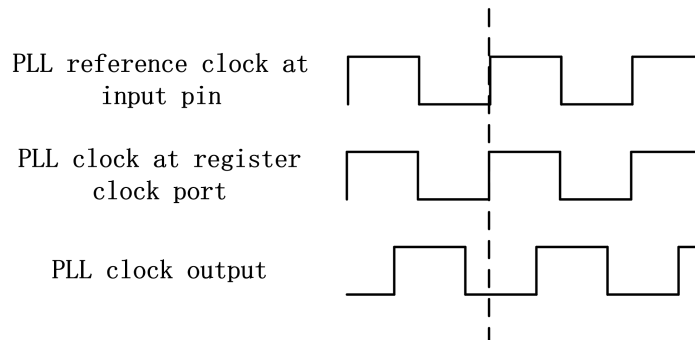 PLL reference clock at
input pin
PLL clock at register
clock port
PLL clock output